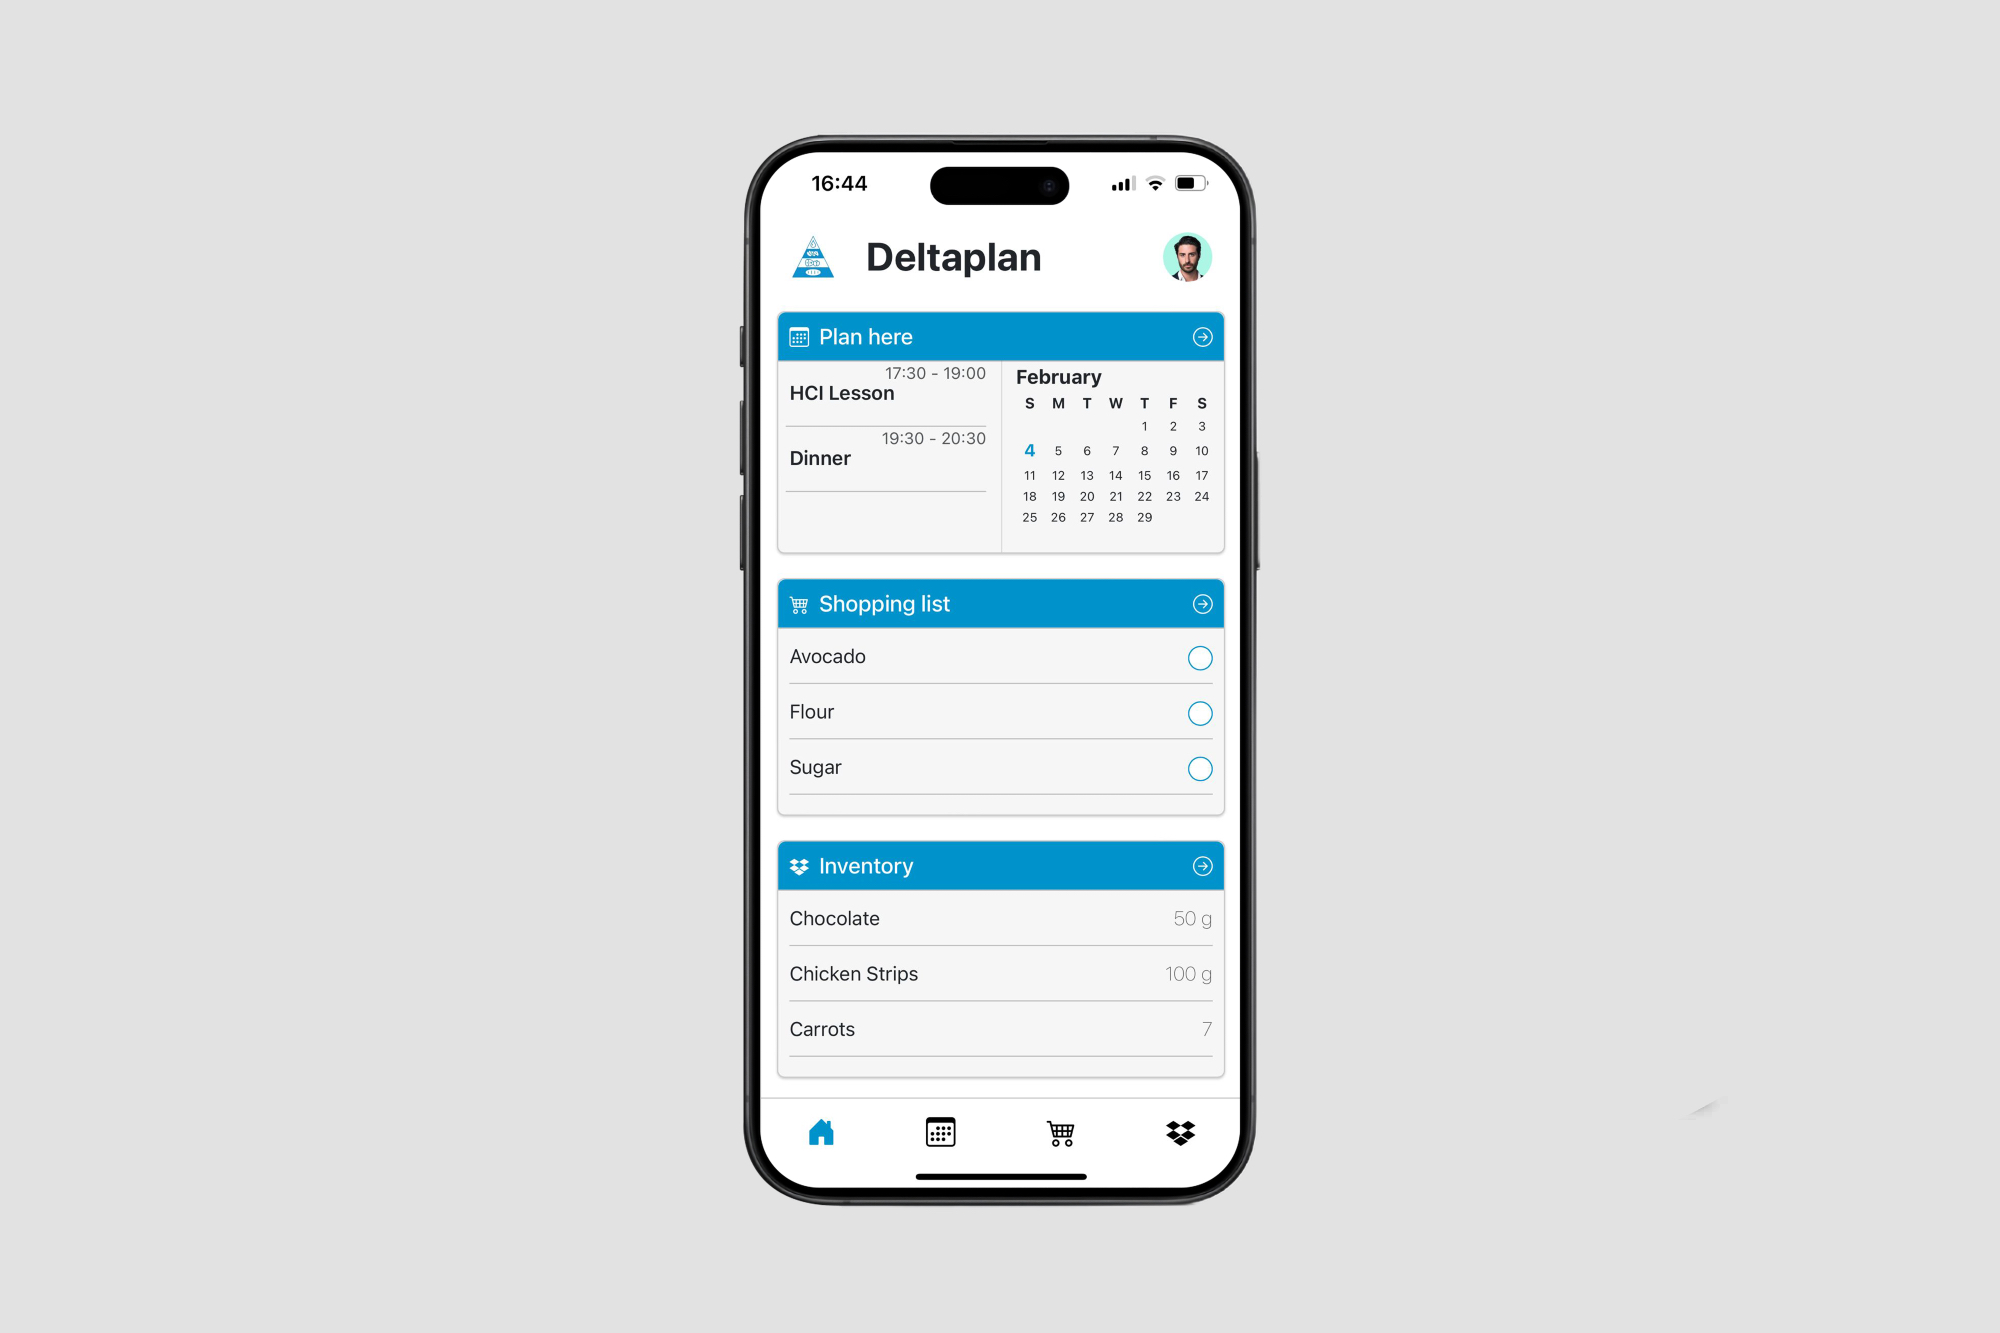 16:44
Deltaplan
Plan here
17:30 - 19:00
HCI Lesson
19:30 - 20:30
Dinner
February
S M T W T F S
1 2 3
4 5 6 7 8 9 10
11 12 13 14 15 16 17
18 19 20 21 22 23 24
25 26 27 28 29
Shopping list
Avocado
Flour
Sugar
Inventory
Chocolate 50 g
Chicken Strips 100 g
Carrots 7